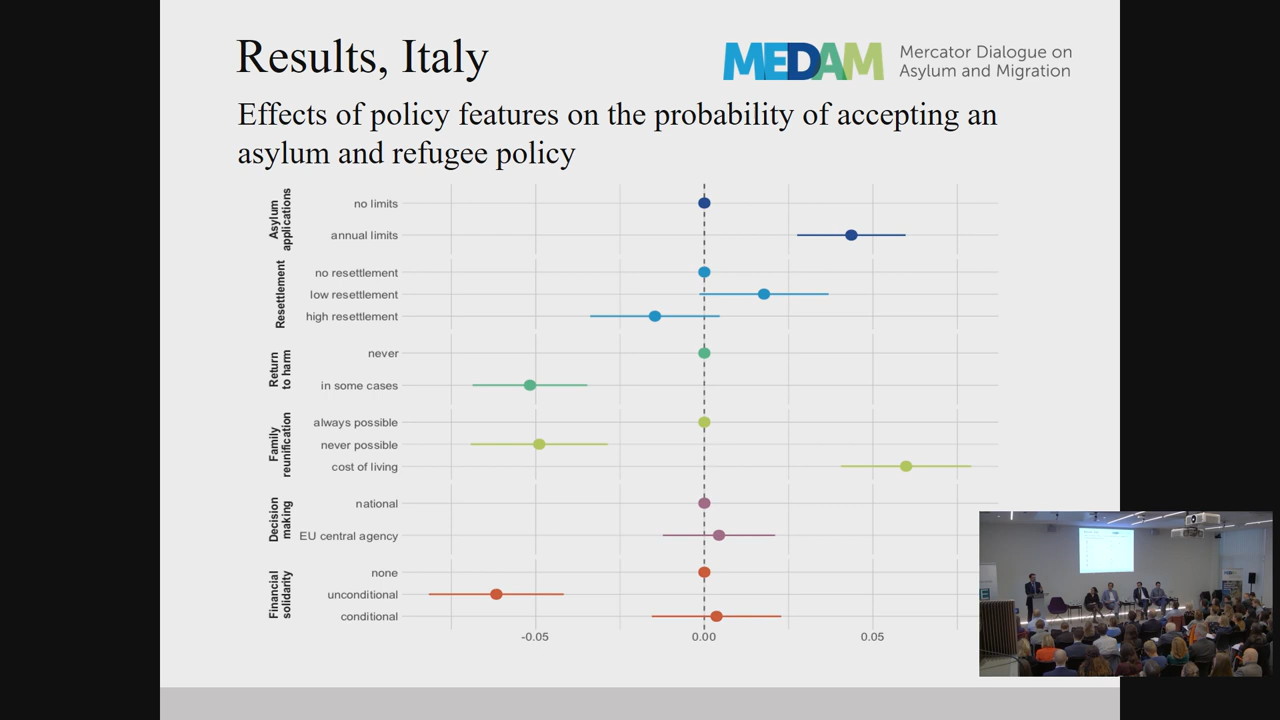 Results, Italy
MEDAM
Mercator Dialogue on
Asylum and Migration
Effects of policy features on the probability of accepting an
asylum and refugee policy
Asylum
applications
no limits
annual limits
Resettlement
no resettlement
low resettlement
high resettlement
Return
to harm
never
in some cases
Family
reunification
always possible
never possible
cost of living
Decision
making
national
EU central agency
Financial
solidarity
none
unconditional
conditional
-0.05
0.00
0.05